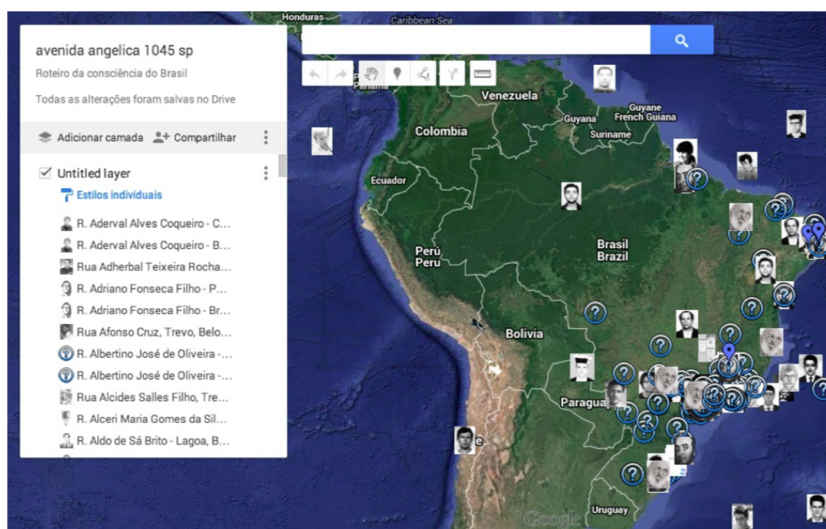 Honduras
Caribbean Sea
avenida angelica 1045 sp
Roteiro da consciência do Brasil
Todas as alterações foram salvas no Drive
Adicionar camada
Compartilhar
Untitled layer
Estilos individuais
R. Aderval Alves Coqueiro - C...
R. Aderval Alves Coqueiro - B...
Rua Adherbal Teixeira Rocha...
R. Adriano Fonseca Filho - P...
R. Adriano Fonseca Filho - Br...
Rua Afonso Cruz, Trevo, Belo...
R. Albertino José de Oliveira -...
R. Albertino José de Oliveira -...
Rua Alcides Salles Filho, Tre...
R. Alceri Maria Gomes da Sil...
R. Aldo de Sá Brito - Lagoa, B...
Panama
Venezuela
Guyana
Guyane
French Guiana
Suriname
Colombia
Ecuador
Perú
Peru
Brasil
Brazil
Bolivia
Paragua
e
Uruguay
Google